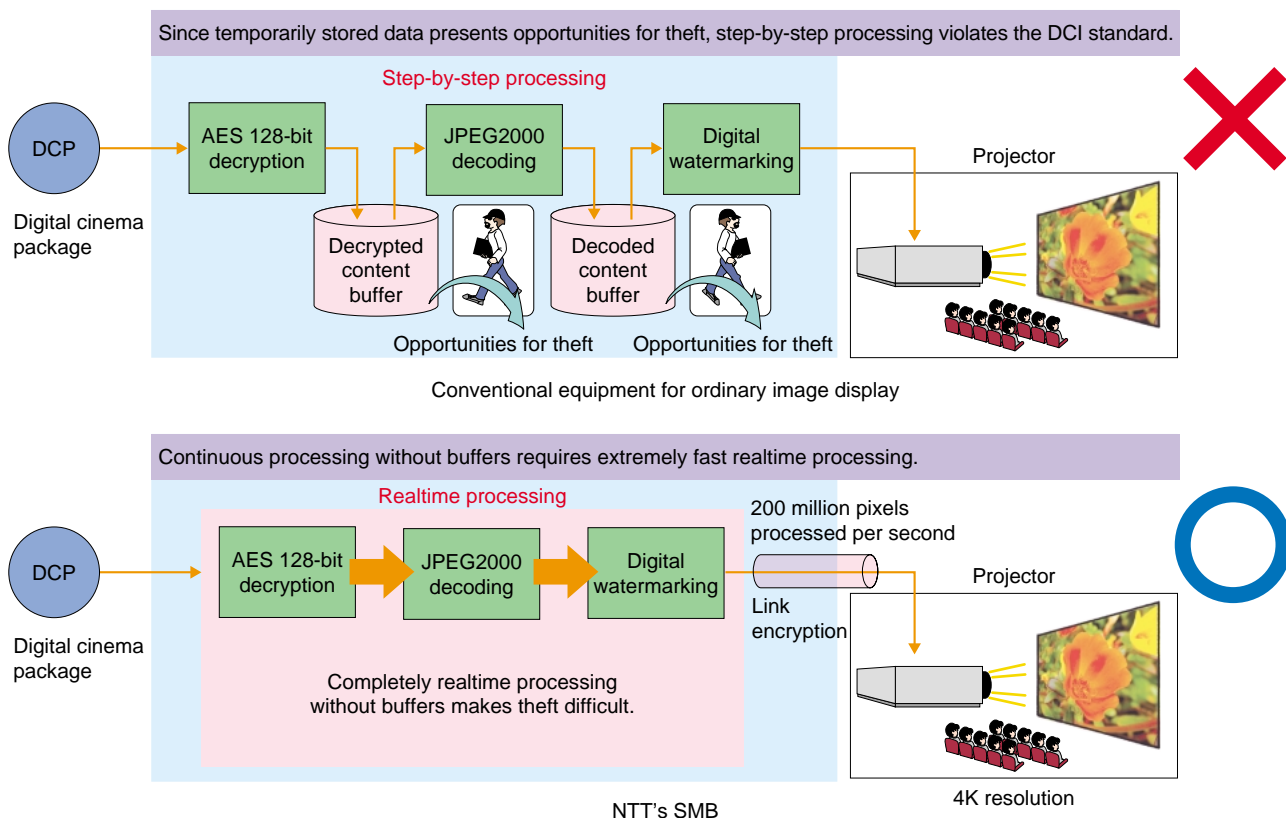 Since temporarily stored data presents opportunities for theft, step-by-step processing violates the DCI standard.
Step-by-step processing
DCP
AES 128-bit
decryption
JPEG2000
decoding
Digital
watermarking
Projector
Digital cinema
package
Decrypted
content
buffer
Decoded
content
buffer
Opportunities for theft
Opportunities for theft
Conventional equipment for ordinary image display
Continuous processing without buffers requires extremely fast realtime processing.
Realtime processing
200 million pixels
processed per second
DCP
AES 128-bit
decryption
JPEG2000
decoding
Digital
watermarking
Projector
Link
encryption
Digital cinema
package
Completely realtime processing
without buffers makes theft difficult.
4K resolution
NTT's SMB